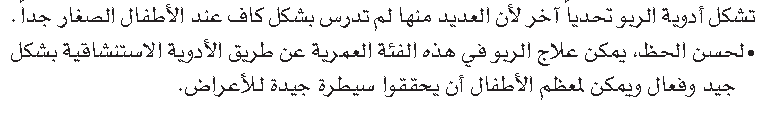 تشكل أدوية الربو تحدياً آخر لأن العديد منها لم تدرس بشكل كاف عند الأطفال الصغار جداً.
•لحسن الحظ، يمكن علاج الربو في هذه الفئة العمرية عن طريق الأدوية الاستنشاقية بشكل
جيد وفعال ويمكن لمعظم الأطفال أن يحققوا سيطرة جيدة للأعراض.